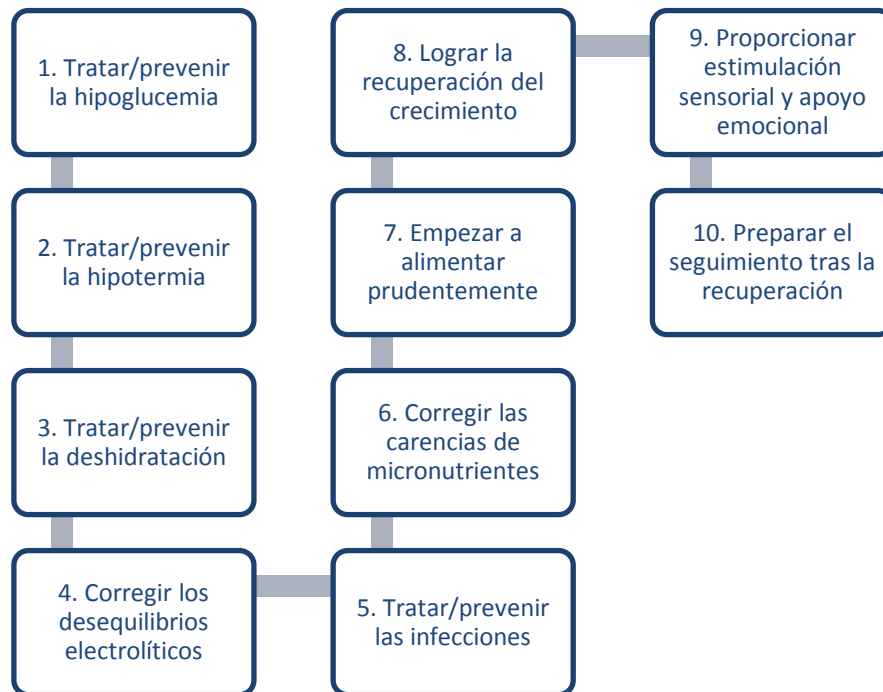 1. Tratar/prevenir
la hipoglucemia
2. Tratar/prevenir
la hipotermia
3. Tratar/prevenir
la deshidratación
4. Corregir los
desequilibrios
electrolíticos
5. Tratar/prevenir
las infecciones
6. Corregir las
carencias de
micronutrientes
7. Empezar a
alimentar
prudentemente
8. Lograr la
recuperación del
crecimiento
9. Proporcionar
estimulación
sensorial y apoyo
emocional
10. Preparar el
seguimiento tras la
recuperación